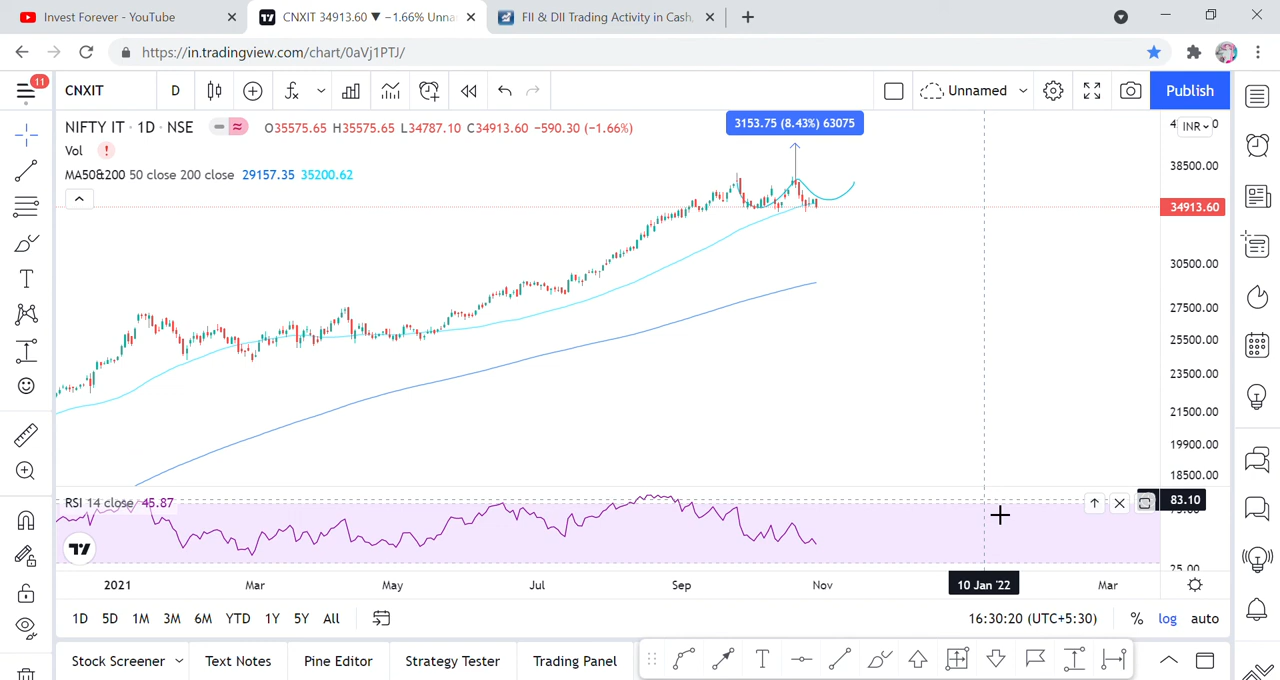 Invest Forever - YouTube
CNXIT 34913.60 ▼ −1.66% Unna
FII & DII Trading Activity in Cash,
https://in.tradingview.com/chart/0aVj1PTJ/
11
CNXIT
D
Unnamed
Publish
NIFTY IT · 1D · NSE
O35575.65 H35575.65 L34787.10 C34913.60 −590.30 (−1.66%)
3153.75 (8.43%) 63075
INR
Vol
!
MA50&200 50 close 200 close 29157.35 35200.62
38500.00
34913.60
30500.00
27500.00
25500.00
23500.00
21500.00
19900.00
18500.00
RSI 14 close 45.87
83.10
25.00
2021
Mar
May
Jul
Sep
Nov
10 Jan '22
Mar
1D 5D 1M 3M 6M YTD 1Y 5Y All
16:30:20 (UTC+5:30)
% log auto
Stock Screener
Text Notes
Pine Editor
Strategy Tester
Trading Panel